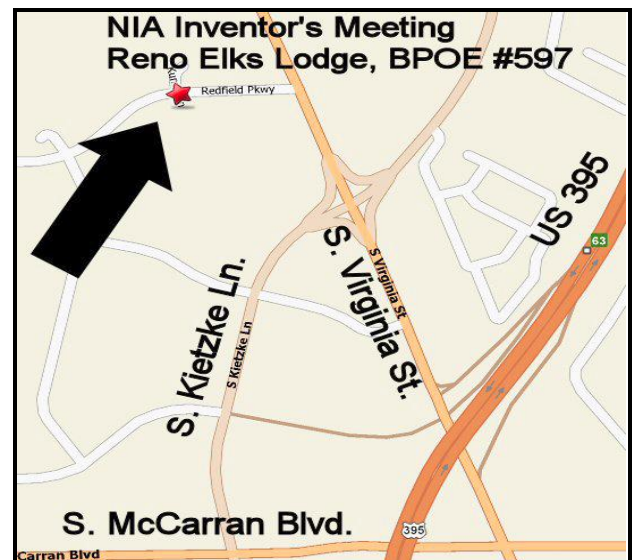 NIA Inventor's Meeting
Reno Elks Lodge, BPOE #597
Redfield Pkwy
US 395
63
S. Virginia St.
S Virginia St
S. Kietzke Ln.
S Kietzke Ln
S. McCarran Blvd.
395
Carran Blvd